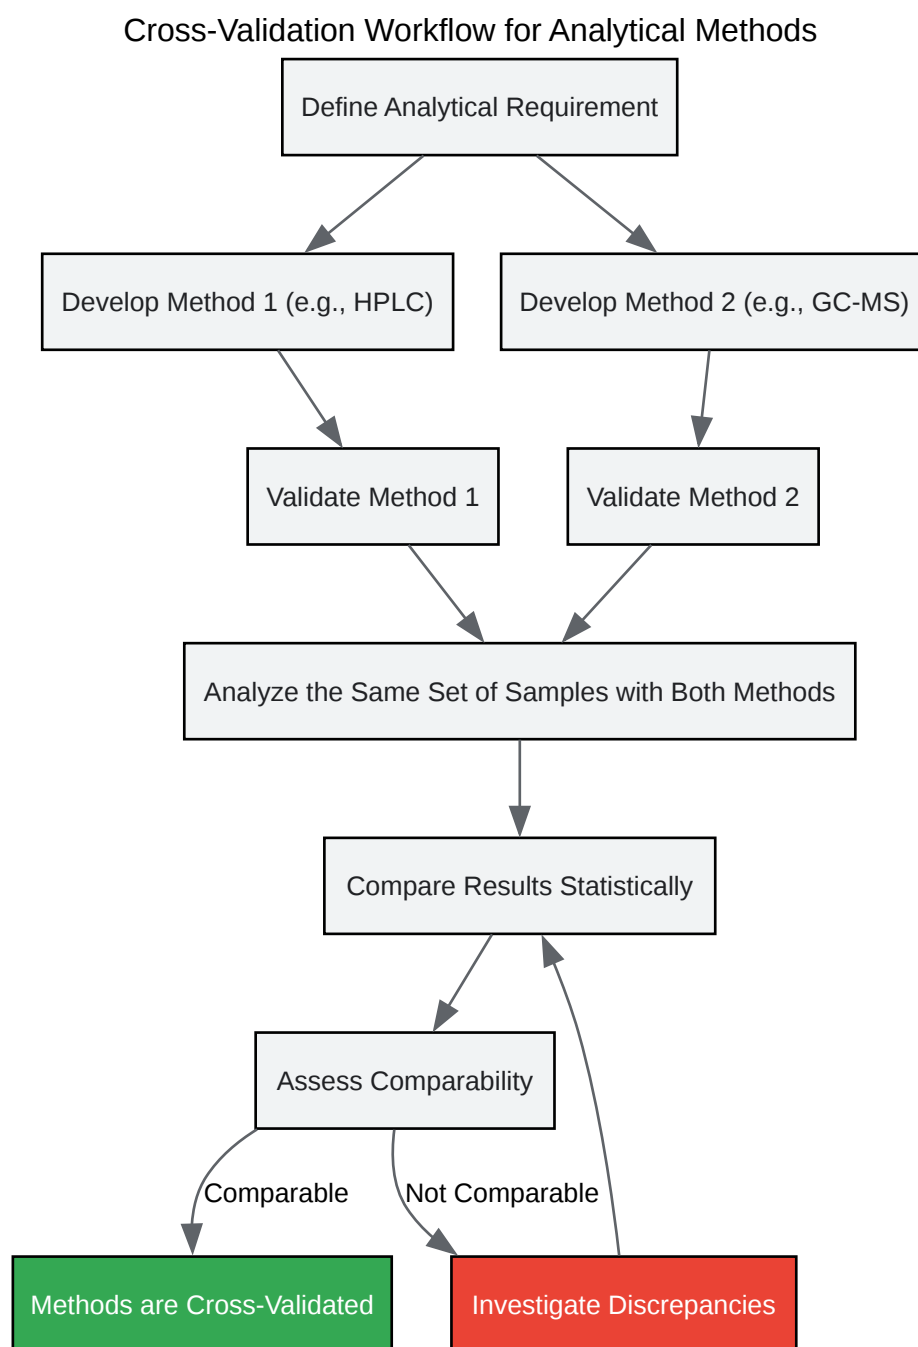 Cross-Validation Workflow for Analytical Methods
Define Analytical Requirement
Develop Method 1 (e.g., HPLC)
Develop Method 2 (e.g., GC-MS)
Validate Method 1
Validate Method 2
Analyze the Same Set of Samples with Both Methods
Compare Results Statistically
Assess Comparability
Comparable
Not Comparable
Methods are Cross-Validated
Investigate Discrepancies